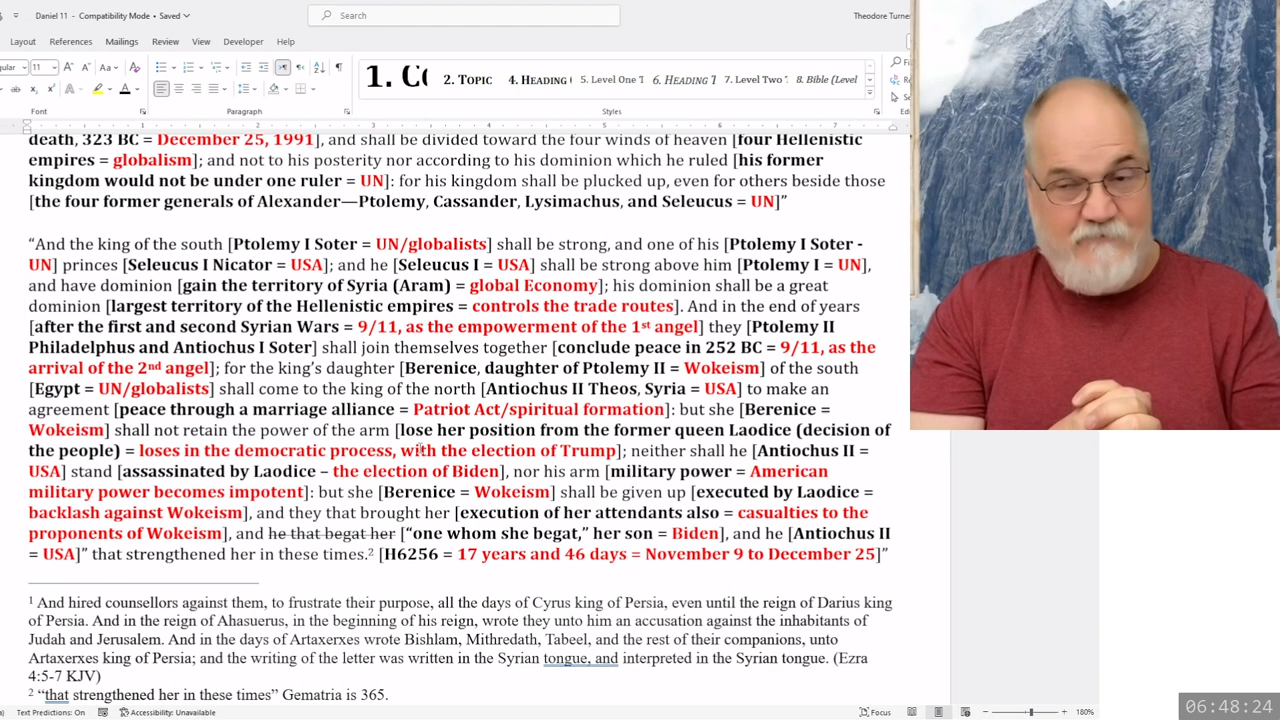 Daniel 11 - Compatibility Mode • Saved
Search
Theodore Turne
Layout References Mailings Review View Developer Help
11
Font
Paragraph
1. Co
2. TOPIC
4. HEADING
5. Level One
6. HEADING
7. Level Two
8. Bible (Level
Styles
death, 323 BC = December 25, 1991], and shall be divided toward the four winds of heaven [four Hellenistic
empires = globalism]; and not to his posterity nor according to his dominion which he ruled [his former
kingdom would not be under one ruler = UN]: for his kingdom shall be plucked up, even for others beside those
[the four former generals of Alexander—Ptolemy, Cassander, Lysimachus, and Seleucus = UN]”
“And the king of the south [Ptolemy I Soter = UN/globalists] shall be strong, and one of his [Ptolemy I Soter -
UN] princes [Seleucus I Nicator = USA]; and he [Seleucus I = USA] shall be strong above him [Ptolemy I = UN],
and have dominion [gain the territory of Syria (Aram) = global Economy]; his dominion shall be a great
dominion [largest territory of the Hellenistic empires = controls the trade routes]. And in the end of years
[after the first and second Syrian Wars = 9/11, as the empowerment of the 1st angel] they [Ptolemy II
Philadelphus and Antiochus I Soter] shall join themselves together [conclude peace in 252 BC = 9/11, as the
arrival of the 2nd angel]; for the king’s daughter [Berenice, daughter of Ptolemy II = Wokeism] of the south
[Egypt = UN/globalists] shall come to the king of the north [Antiochus II Theos, Syria = USA] to make an
agreement [peace through a marriage alliance = Patriot Act/spiritual formation]: but she [Berenice =
Wokeism] shall not retain the power of the arm [lose her position from the former queen Laodice (decision of
the people) = loses in the democratic process, with the election of Trump]; neither shall he [Antiochus II =
USA] stand [assassinated by Laodice – the election of Biden], nor his arm [military power = American
military power becomes impotent]: but she [Berenice = Wokeism] shall be given up [executed by Laodice =
backlash against Wokeism], and they that brought her [execution of her attendants also = casualties to the
proponents of Wokeism], and he that begat her [“one whom she begat,” her son = Biden], and he [Antiochus II
= USA]” that strengthened her in these times.2 [H6256 = 17 years and 46 days = November 9 to December 25]”
1 And hired counsellors against them, to frustrate their purpose, all the days of Cyrus king of Persia, even until the reign of Darius king
of Persia. And in the reign of Ahasuerus, in the beginning of his reign, wrote they unto him an accusation against the inhabitants of
Judah and Jerusalem. And in the days of Artaxerxes wrote Bishlam, Mithredath, Tabeel, and the rest of their companions, unto
Artaxerxes king of Persia; and the writing of the letter was written in the Syrian tongue, and interpreted in the Syrian tongue. (Ezra
4:5-7 KJV)
2 “that strengthened her in these times” Gematria is 365.
Text Predictions: On
Accessibility: Unavailable
Focus
180%
06:48:24